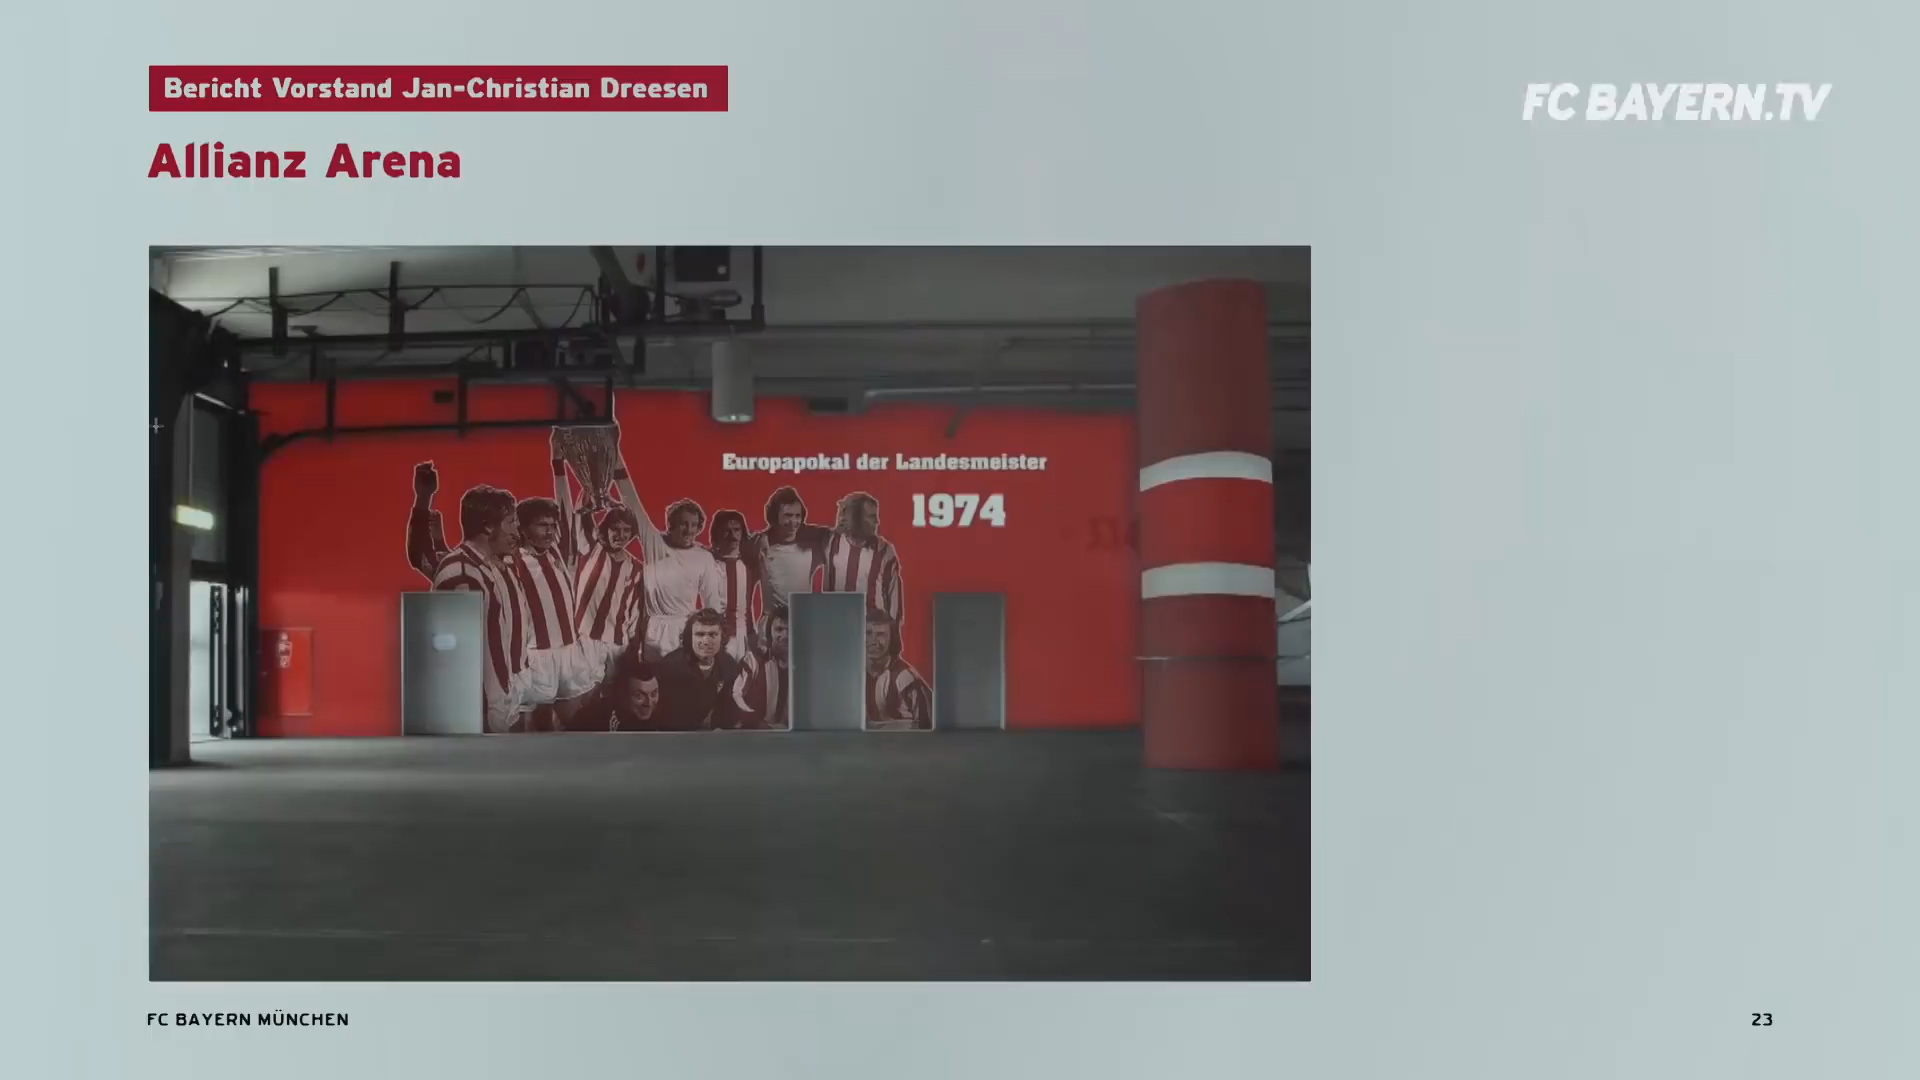 Bericht Vorstand Jan-Christian Dreesen
FC BAYERN.TV
Allianz Arena
Europapokal der Landesmeister
1974
FC BAYERN MÜNCHEN
23